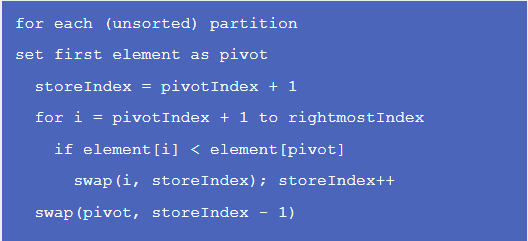 for each (unsorted) partition
set first element as pivot
  storeIndex = pivotIndex + 1
  for i = pivotIndex + 1 to rightmostIndex
    if element[i] < element[pivot]
      swap(i, storeIndex); storeIndex++
  swap(pivot, storeIndex - 1)